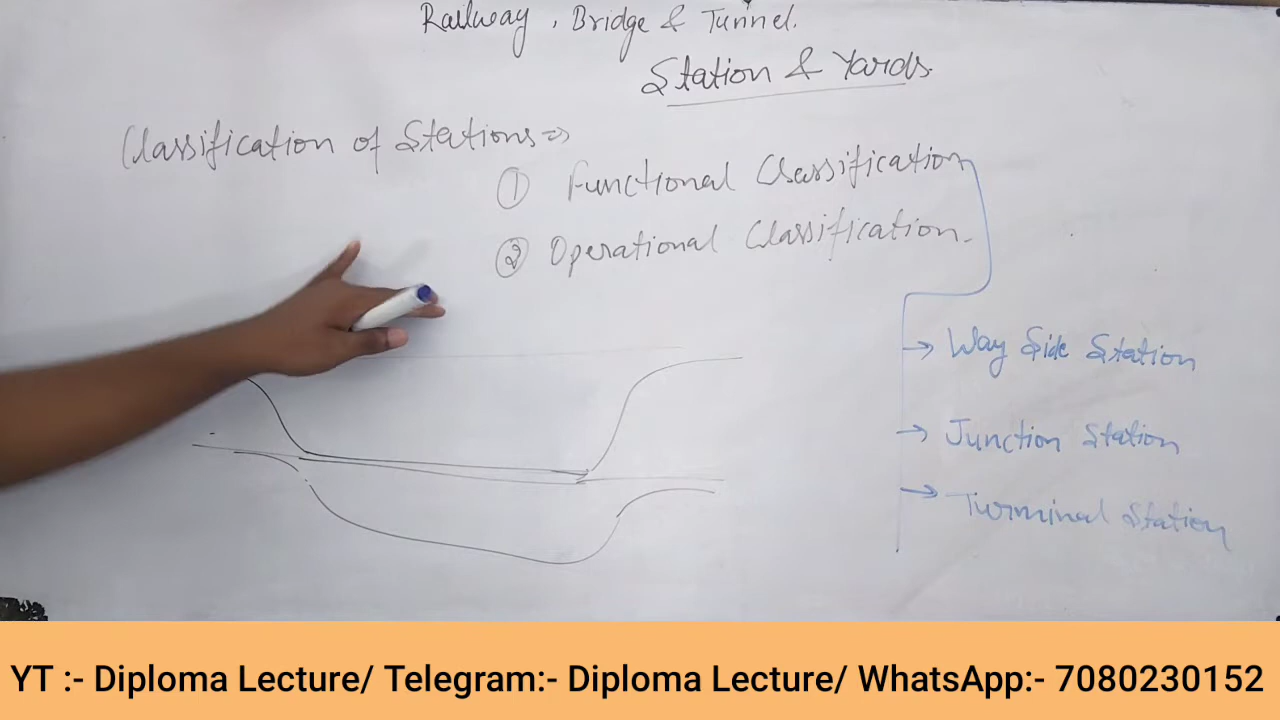 Railway, Bridge & Tunnel.
Station & Yards
Classification of Stations ⇒
① Functional Classification
② Operational Classification.
→ Way Side Station
→ Junction Station
→ Turminal Station
YT :- Diploma Lecture/ Telegram:- Diploma Lecture/ WhatsApp:- 7080230152